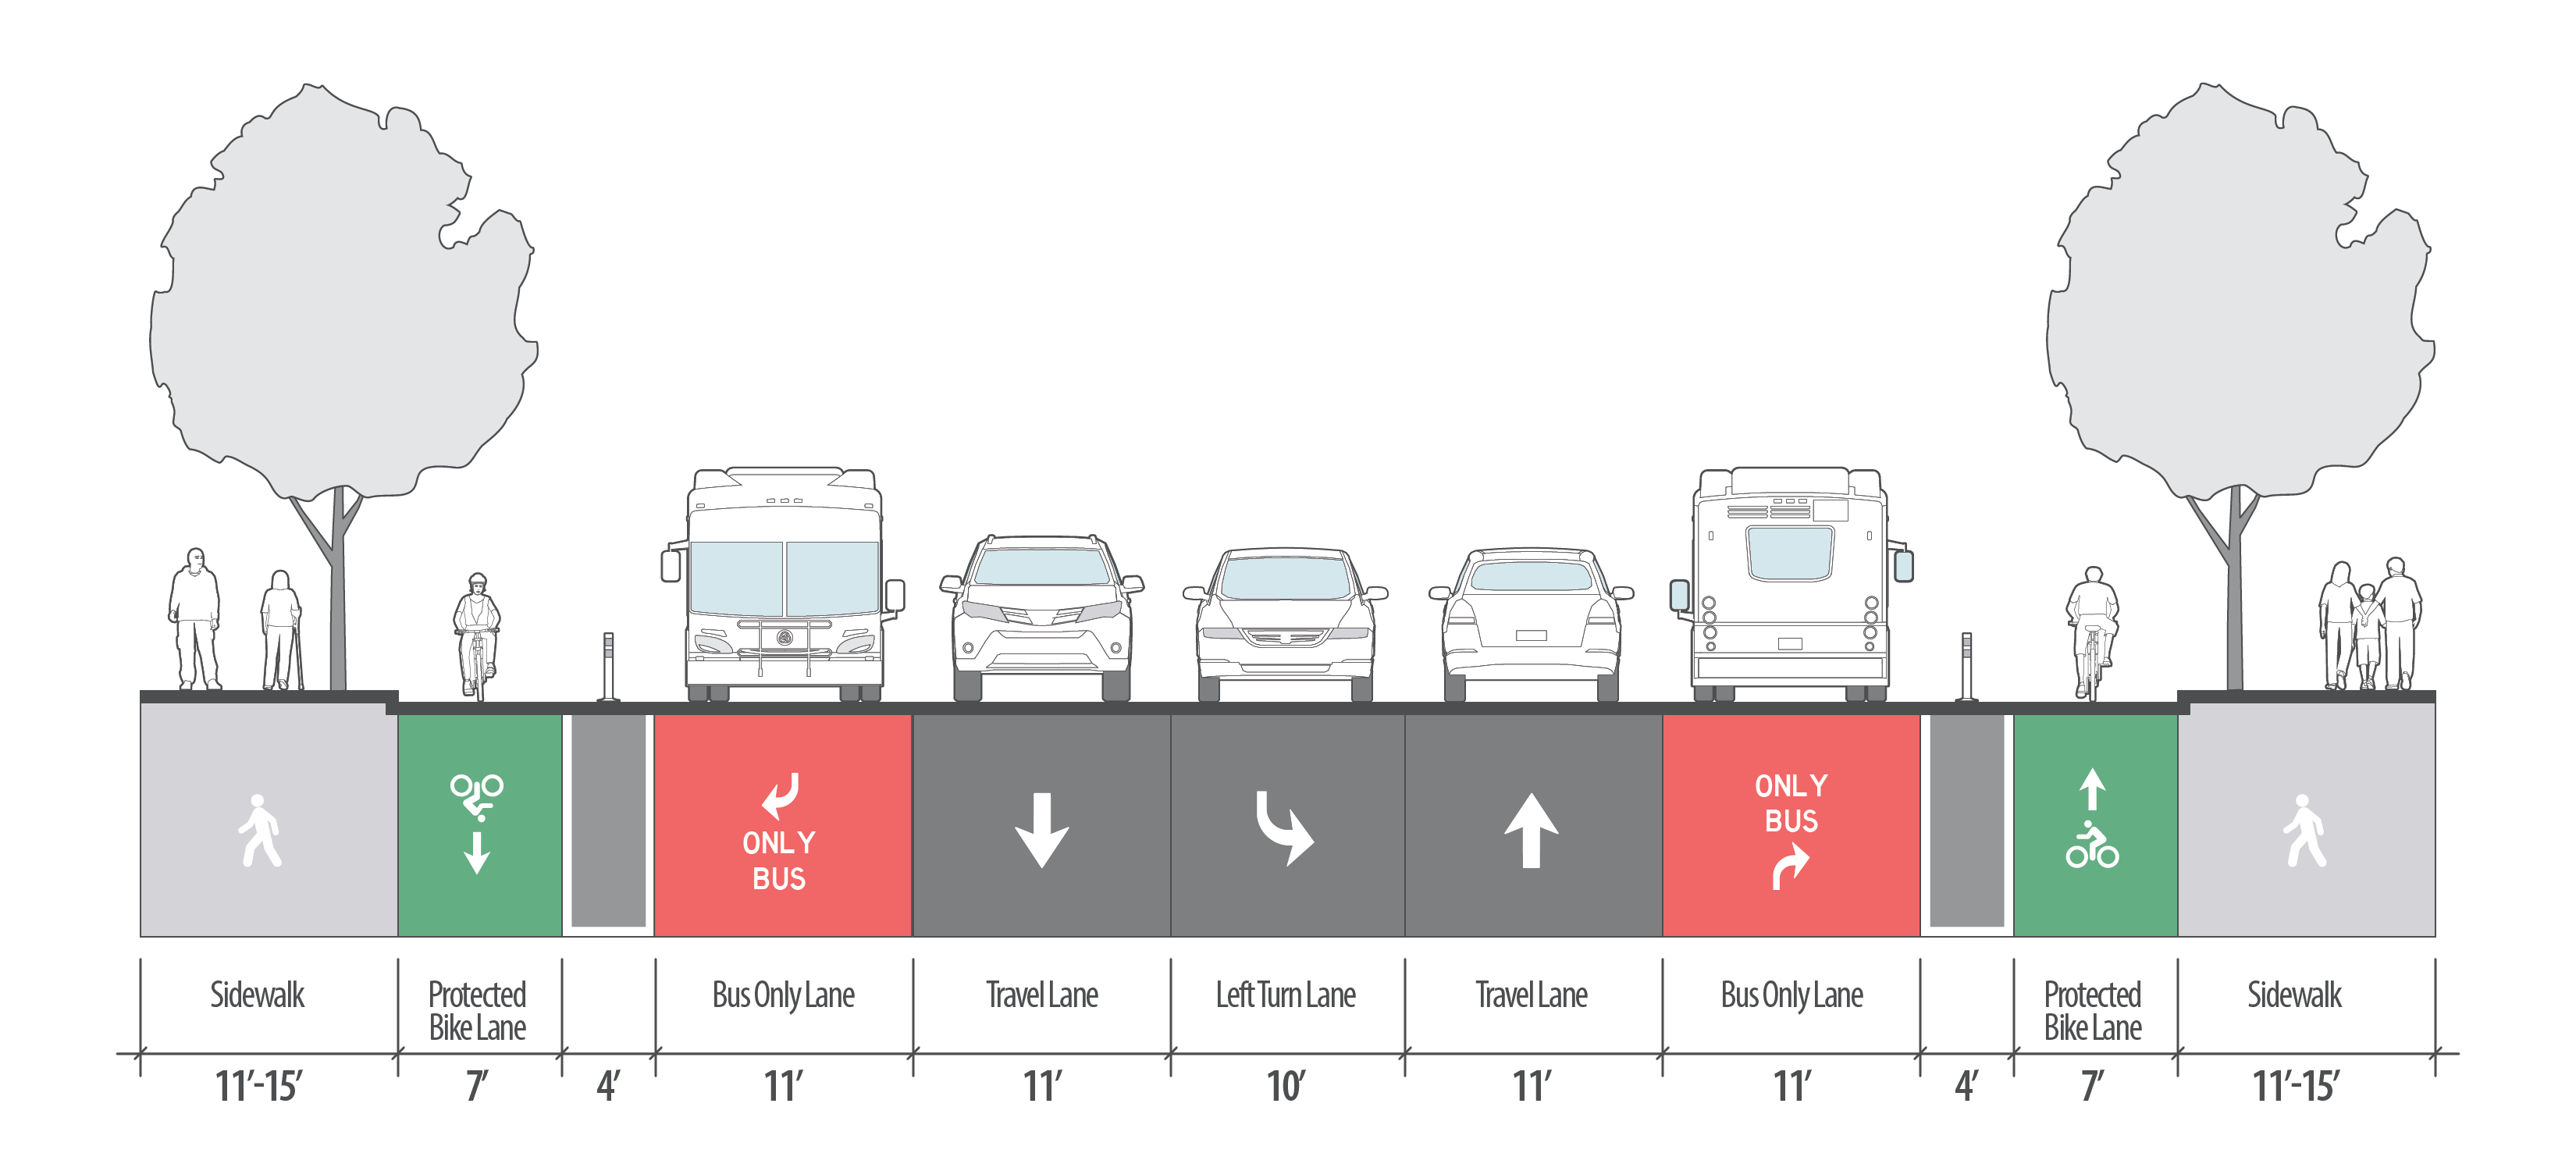 ONLY
BUS
ONLY
BUS
Sidewalk
Protected
Bike Lane
Bus Only Lane
Travel Lane
Left Turn Lane
Travel Lane
Bus Only Lane
Protected
Bike Lane
Sidewalk
11’-15’
7’
4’
11’
11’
10’
11’
11’
4’
7’
11’-15’